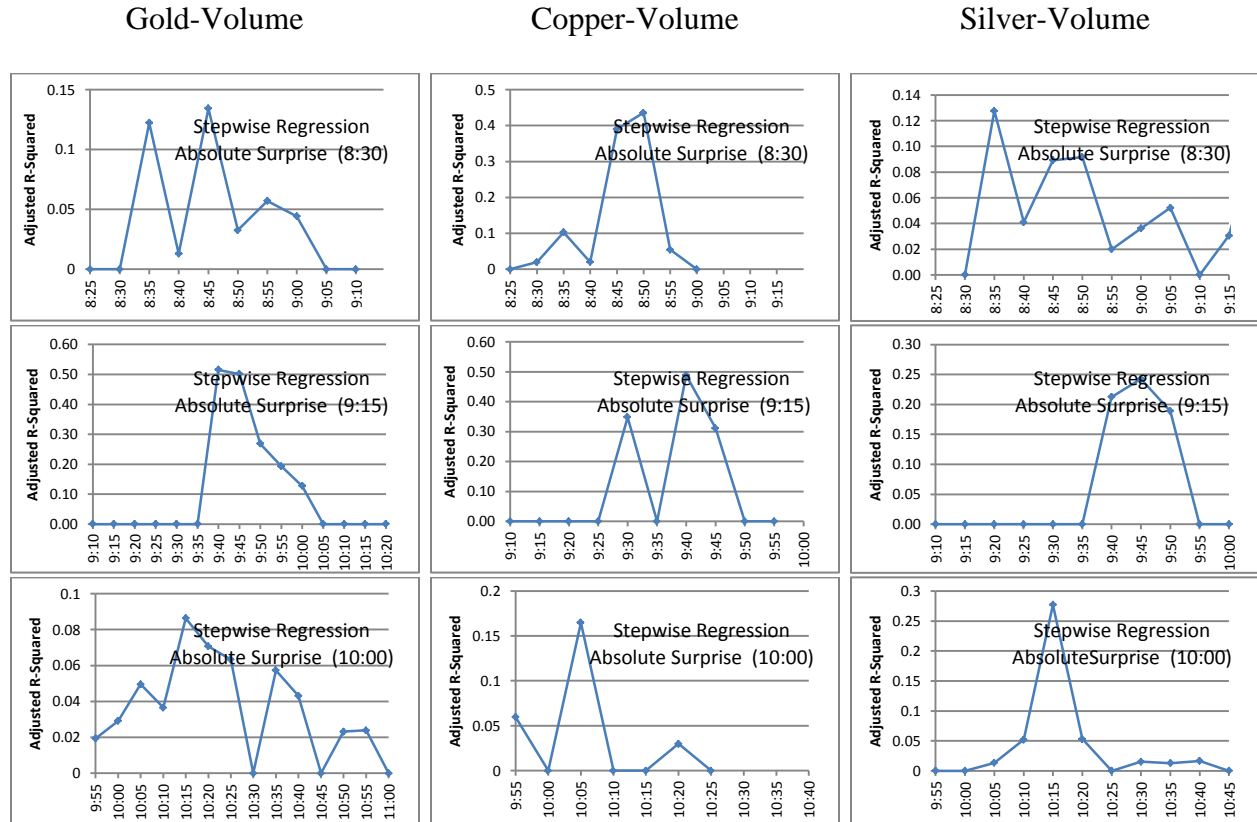 Gold-Volume Copper-Volume Silver-Volume
Adjusted R-Squared
0.15
0.1
0.05
0
Stepwise Regression
Absolute Surprise (8:30)
8:25 8:30 8:35 8:40 8:45 8:50 8:55 9:00 9:05 9:10
Adjusted R-Squared
0.5
0.4
0.3
0.2
0.1
0
Stepwise Regression
Absolute Surprise (8:30)
8:25 8:30 8:35 8:40 8:45 8:50 8:55 9:00 9:05 9:10 9:15
Adjusted R-Squared
0.14
0.12
0.10
0.08
0.06
0.04
0.02
0.00
Stepwise Regression
Absolute Surprise (8:30)
8:25 8:30 8:35 8:40 8:45 8:50 8:55 9:00 9:05 9:10 9:15
Adjusted R-Squared
0.60
0.50
0.40
0.30
0.20
0.10
0.00
Stepwise Regression
Absolute Surprise (9:15)
9:10 9:15 9:20 9:25 9:30 9:35 9:40 9:45 9:50 9:55 10:00 10:05 10:10 10:15 10:20
Adjusted R-Squared
0.60
0.50
0.40
0.30
0.20
0.10
0.00
Stepwise Regression
Absolute Surprise (9:15)
9:10 9:15 9:20 9:25 9:30 9:35 9:40 9:45 9:50 9:55 10:00
Adjusted R-Squared
0.30
0.25
0.20
0.15
0.10
0.05
0.00
Stepwise Regression
Absolute Surprise (9:15)
9:10 9:15 9:20 9:25 9:30 9:35 9:40 9:45 9:50 9:55 10:00
Adjusted R-Squared
0.1
0.08
0.06
0.04
0.02
0
Stepwise Regression
Absolute Surprise (10:00)
9:55 10:00 10:05 10:10 10:15 10:20 10:25 10:30 10:35 10:40 10:45 10:50 10:55 11:00
Adjusted R-Squared
0.2
0.15
0.1
0.05
0
Stepwise Regression
Absolute Surprise (10:00)
9:55 10:00 10:05 10:10 10:15 10:20 10:25 10:30 10:35 10:40
Adjusted R-Squared
0.3
0.25
0.2
0.15
0.1
0.05
0
Stepwise Regression
AbsoluteSurprise (10:00)
9:55 10:00 10:05 10:10 10:15 10:20 10:25 10:30 10:35 10:40 10:45